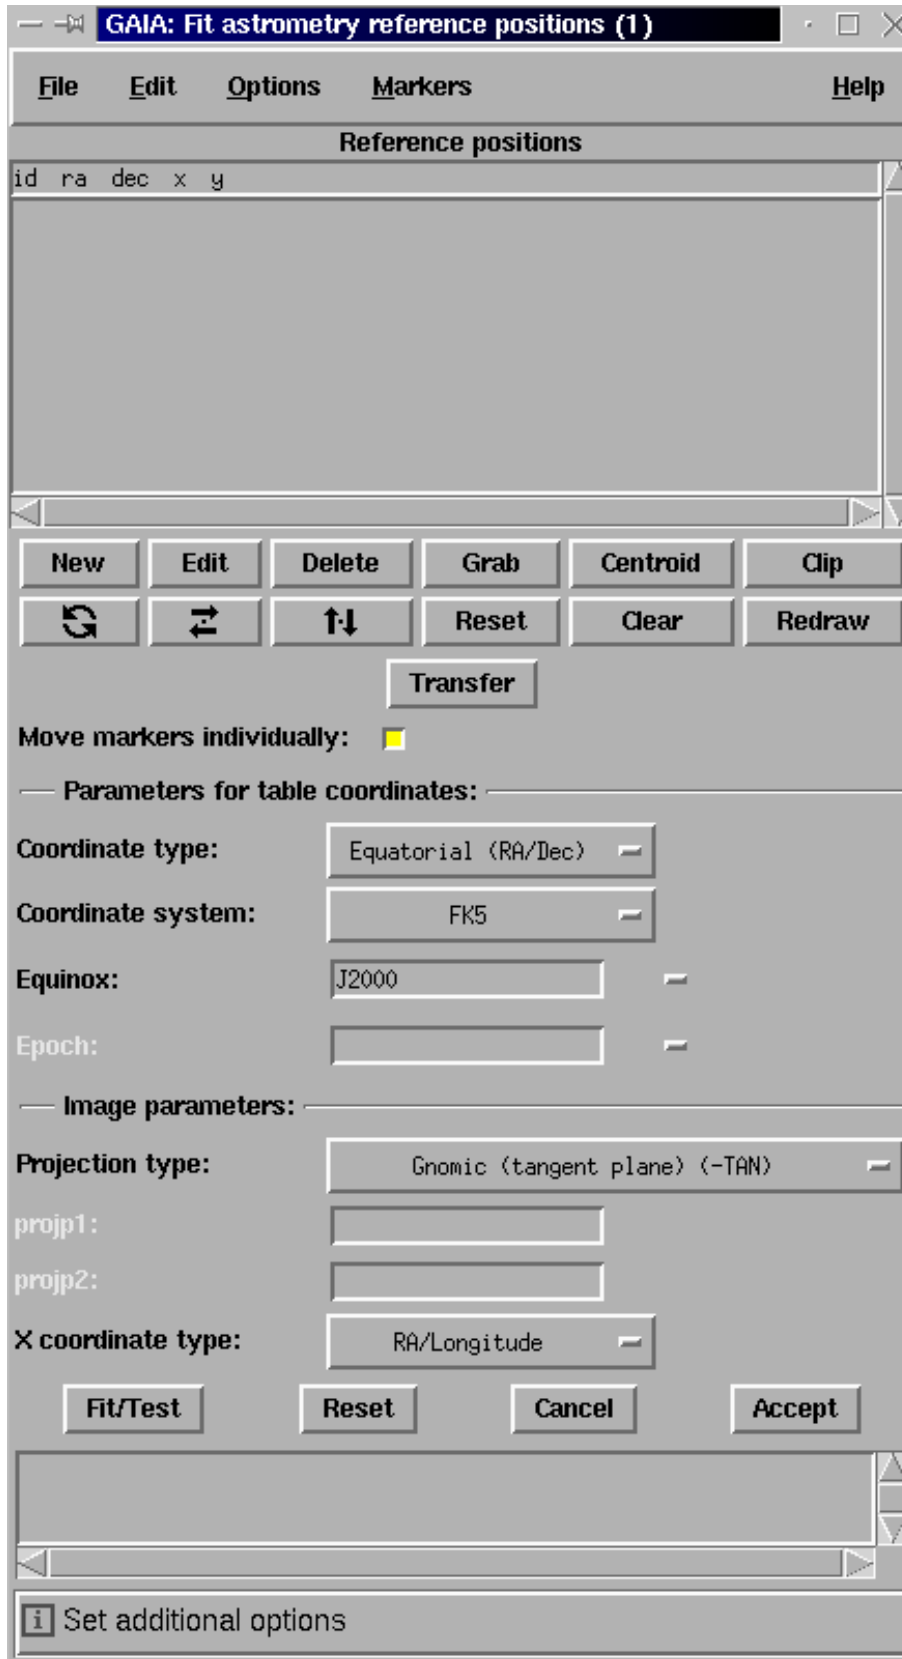 GAIA: Fit astrometry reference positions (1)
File Edit Options Markers Help
Reference positions
id ra dec x y
New Edit Delete Grab Centroid Clip
Reset Clear Redraw
Transfer
Move markers individually:
Parameters for table coordinates:
Coordinate type: Equatorial (RA/Dec)
Coordinate system: FK5
Equinox: J2000
Epoch:
Image parameters:
Projection type: Gnomic (tangent plane) (-TAN)
projp1:
projp2:
X coordinate type: RA/Longitude
Fit/Test Reset Cancel Accept
i Set additional options